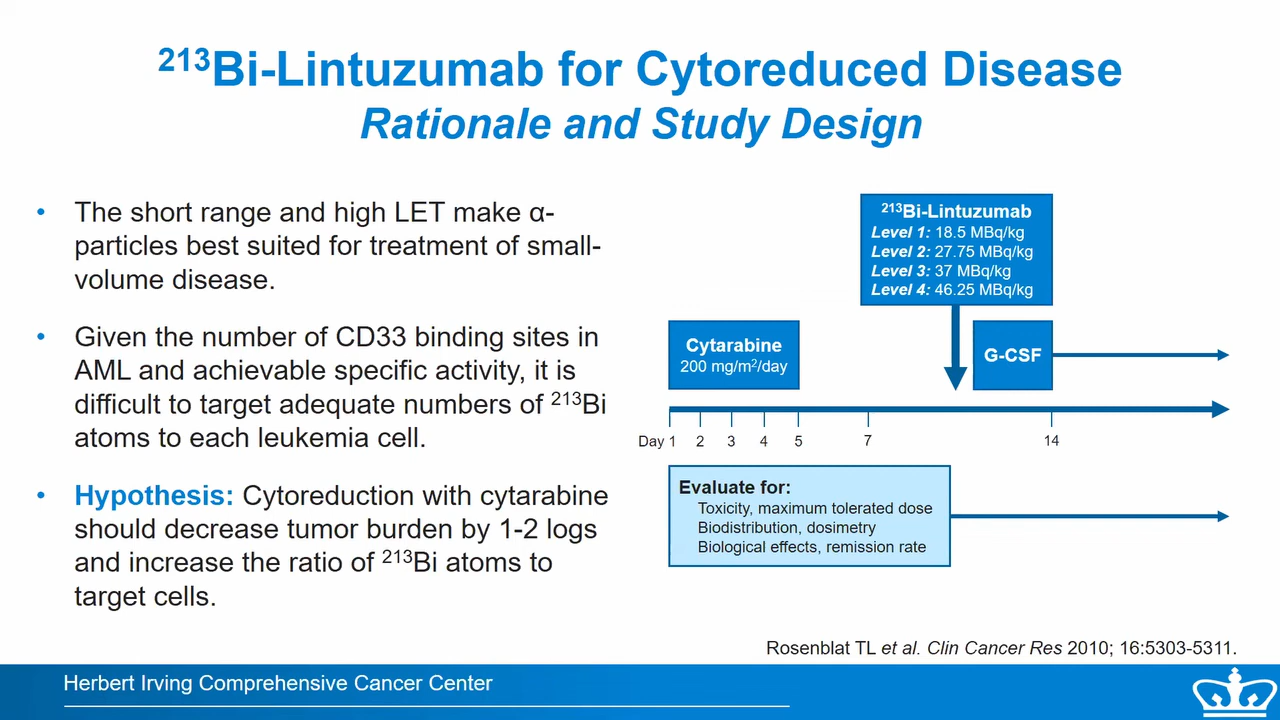 ²¹³Bi-Lintuzumab for Cytoreduced Disease
Rationale and Study Design
• The short range and high LET make α-
particles best suited for treatment of small-
volume disease.
• Given the number of CD33 binding sites in
AML and achievable specific activity, it is
difficult to target adequate numbers of ²¹³Bi
atoms to each leukemia cell.
• Hypothesis: Cytoreduction with cytarabine
should decrease tumor burden by 1-2 logs
and increase the ratio of ²¹³Bi atoms to
target cells.
²¹³Bi-Lintuzumab
Level 1: 18.5 MBq/kg
Level 2: 27.75 MBq/kg
Level 3: 37 MBq/kg
Level 4: 46.25 MBq/kg
Cytarabine
200 mg/m²/day
G-CSF
Day 1 2 3 4 5 7 14
Evaluate for:
Toxicity, maximum tolerated dose
Biodistribution, dosimetry
Biological effects, remission rate
Rosenblat TL et al. Clin Cancer Res 2010; 16:5303-5311.
Herbert Irving Comprehensive Cancer Center